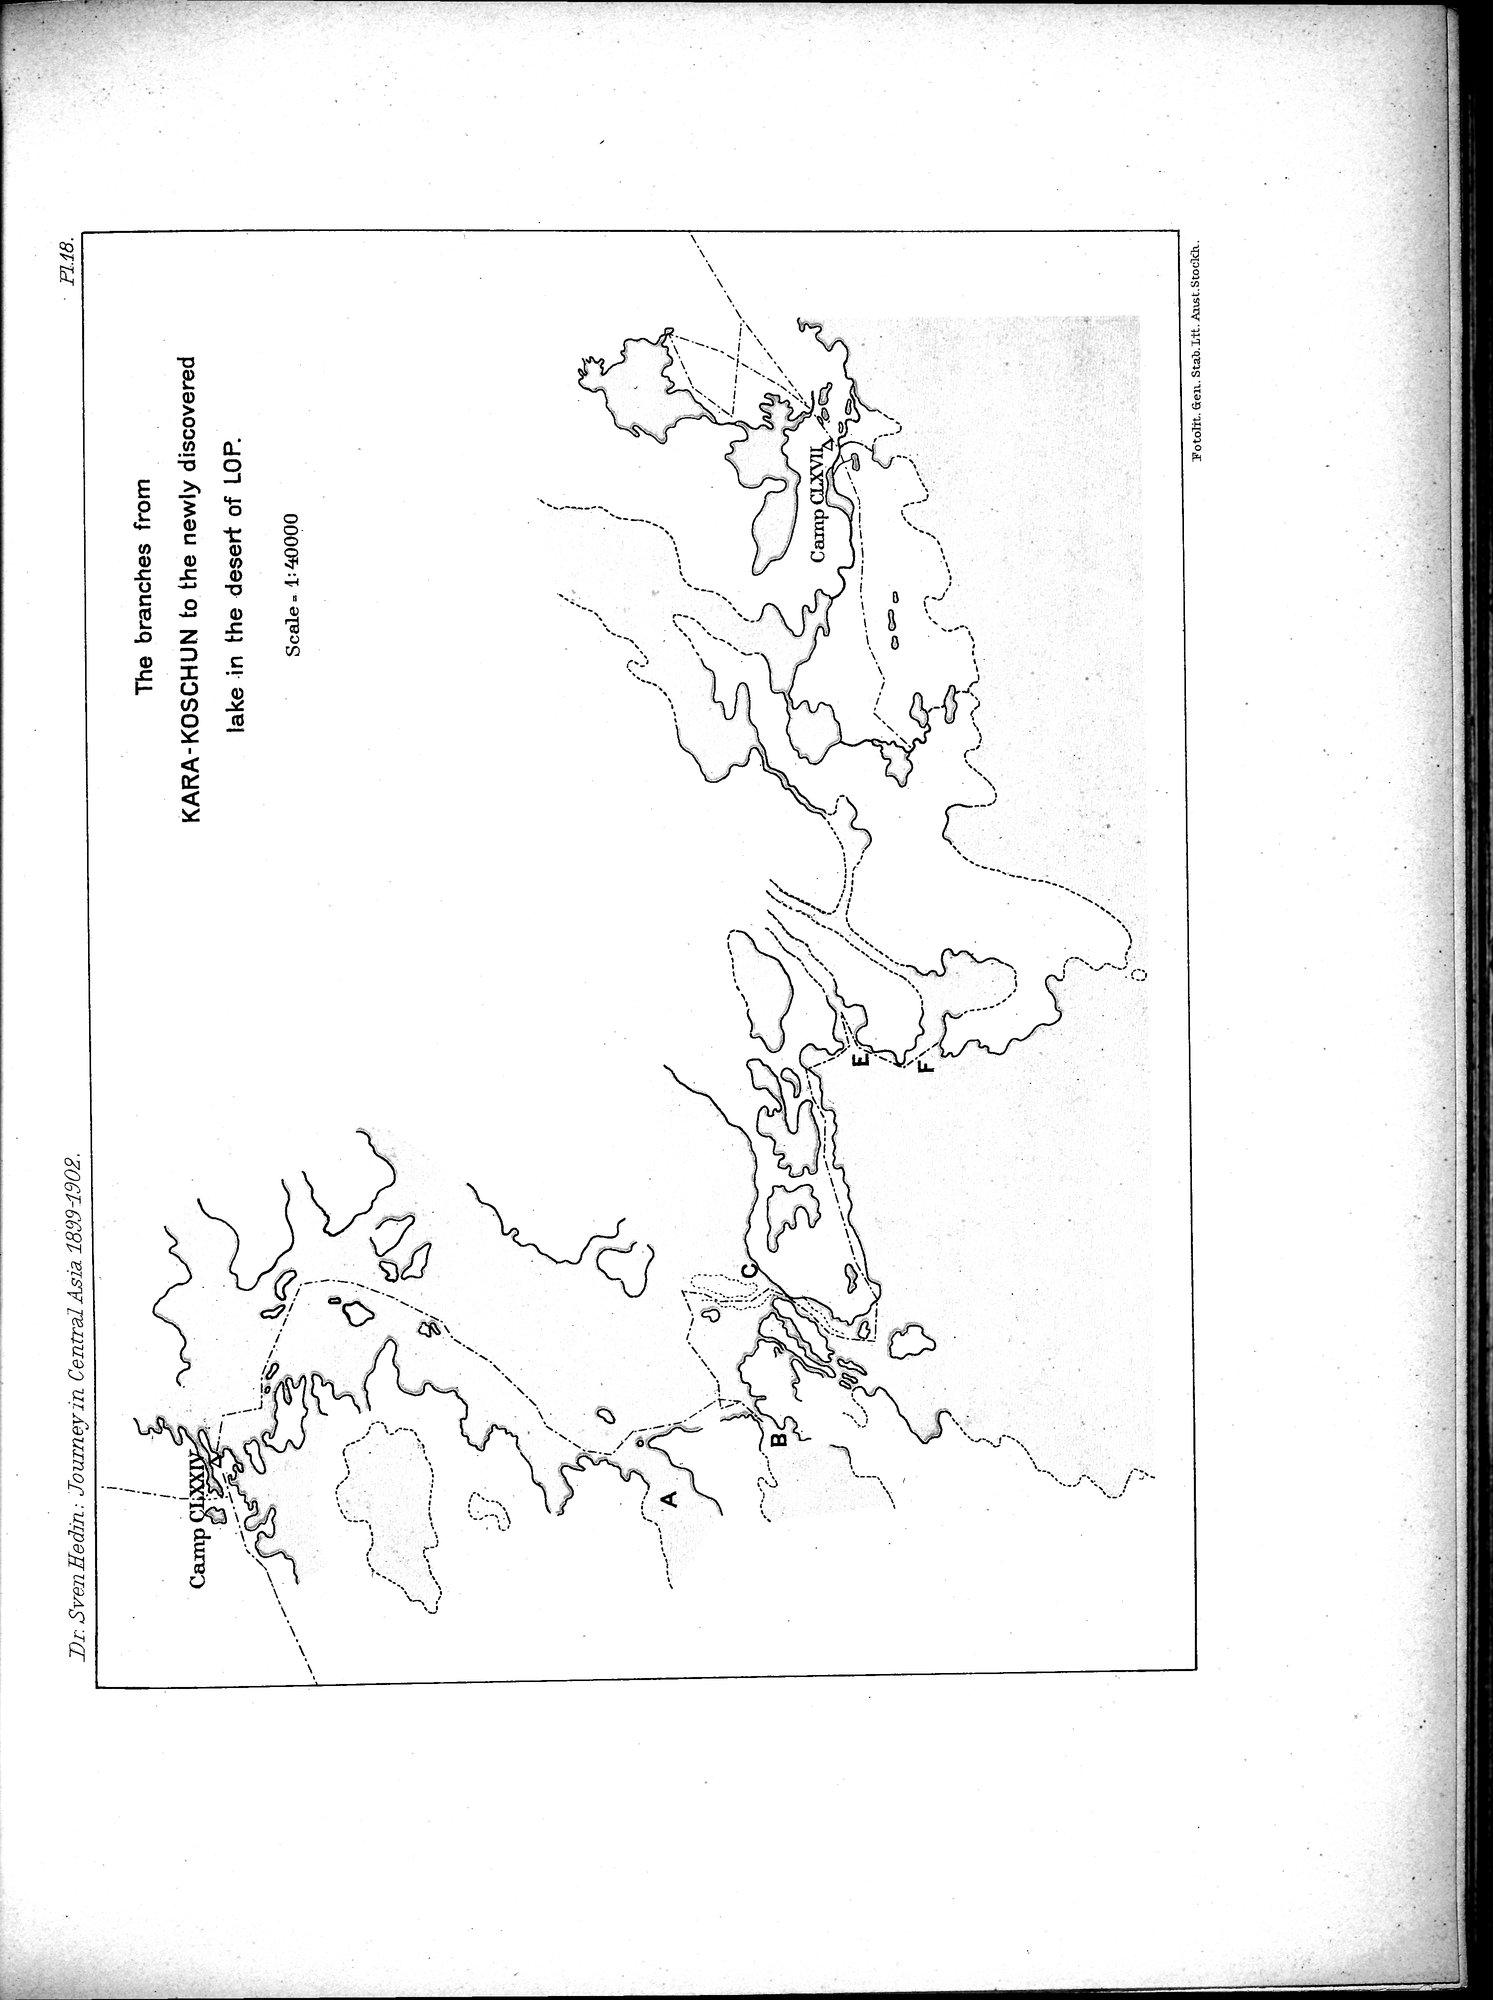 Dr. Sven Hedin: Journey in Central Asia 1899-1902.
Pl. 18.
The branches from
KARA-KOSCHUN to the newly discovered
lake in the desert of LOP.
Scale = 1:40000
Camp CLXXIV
Camp CLXVII
A
B
C
E
F
Fotolit. Gen. Stab. Lit. Anst. Stockh.